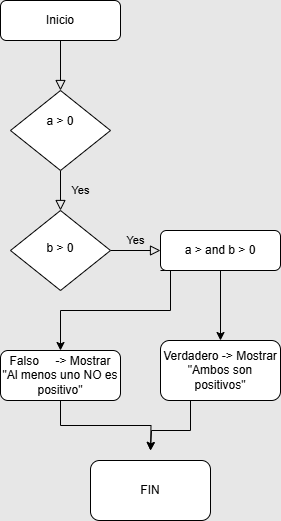 Inicio
a > 0
Yes
b > 0
Yes
a > and b > 0
Falso -> Mostrar
"Al menos uno NO es
positivo"
Verdadero -> Mostrar
"Ambos son
positivos"
FIN